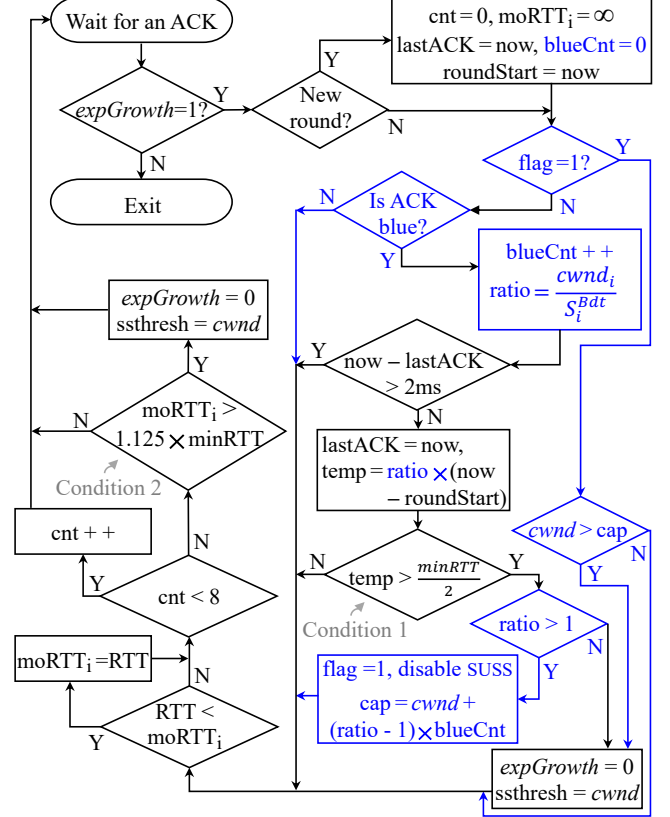 Wait for an ACK
cnt = 0, moRTTᵢ = ∞
lastACK = now, blueCnt = 0
roundStart = now
expGrowth=1?
Y
N
New
round?
Y
N
Exit
flag =1?
Y
N
Is ACK
blue?
N
Y
blueCnt + +
ratio = cwndᵢ / Sᵢᴮᵈᵗ
expGrowth = 0
ssthresh = cwnd
Y
now – lastACK
> 2ms
Y
N
moRTTᵢ >
1.125 × minRTT
N
Condition 2
lastACK = now,
temp = ratio × (now
– roundStart)
cnt + +
cwnd > cap
N
Y
N
cnt < 8
Y
temp > minRTT / 2
N
Y
Condition 1
ratio > 1
N
Y
moRTTᵢ=RTT
N
flag =1, disable SUSS
cap = cwnd +
(ratio - 1) × blueCnt
RTT <
moRTTᵢ
Y
expGrowth = 0
ssthresh = cwnd